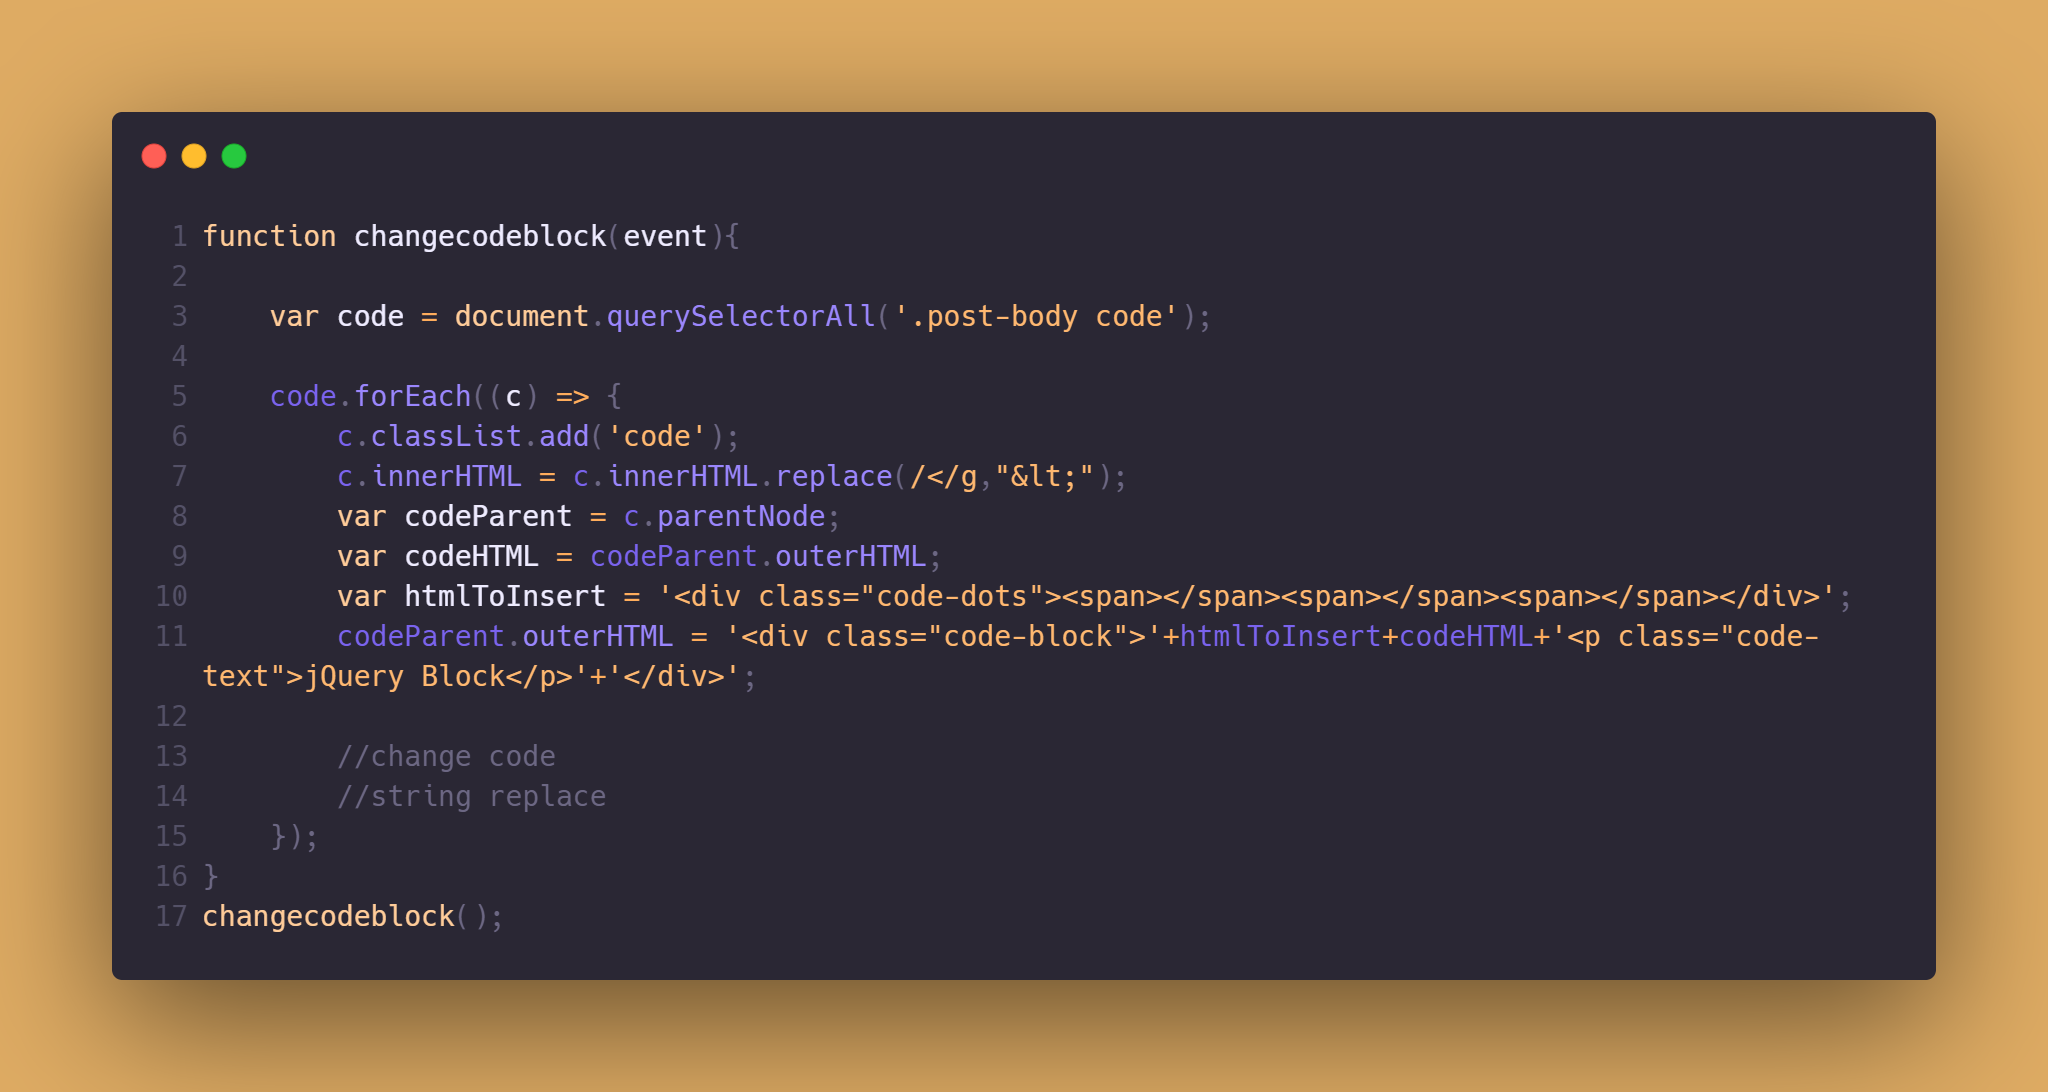 1 function changecodeblock(event){
2
3     var code = document.querySelectorAll('.post-body code');
4
5     code.forEach((c) => {
6         c.classList.add('code');
7         c.innerHTML = c.innerHTML.replace(/</g,"&lt;");
8         var codeParent = c.parentNode;
9         var codeHTML = codeParent.outerHTML;
10         var htmlToInsert = '<div class="code-dots"><span></span><span></span><span></span></div>';
11         codeParent.outerHTML = '<div class="code-block">'+htmlToInsert+codeHTML+'<p class="code-
text">jQuery Block</p>'+'</div>';
12
13         //change code
14         //string replace
15     });
16 }
17 changecodeblock();